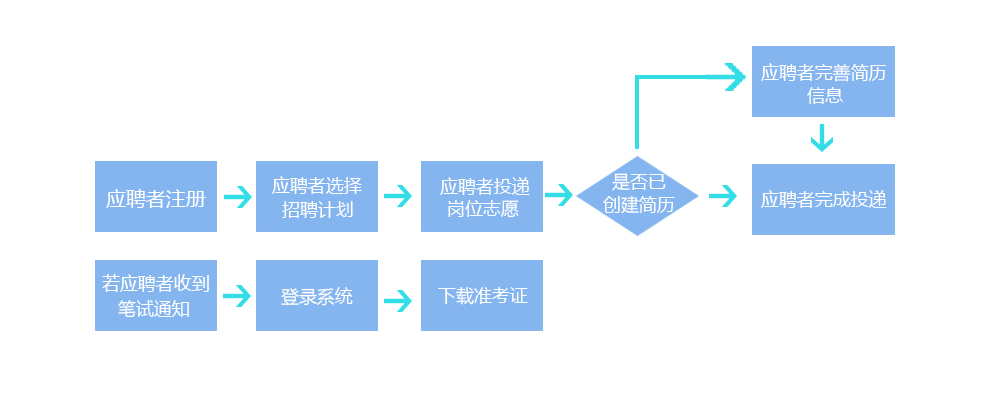 应聘者注册
应聘者选择
招聘计划
应聘者投递
岗位志愿
是否已
创建简历
应聘者完善简历
信息
应聘者完成投递
若应聘者收到
笔试通知
登录系统
下载准考证